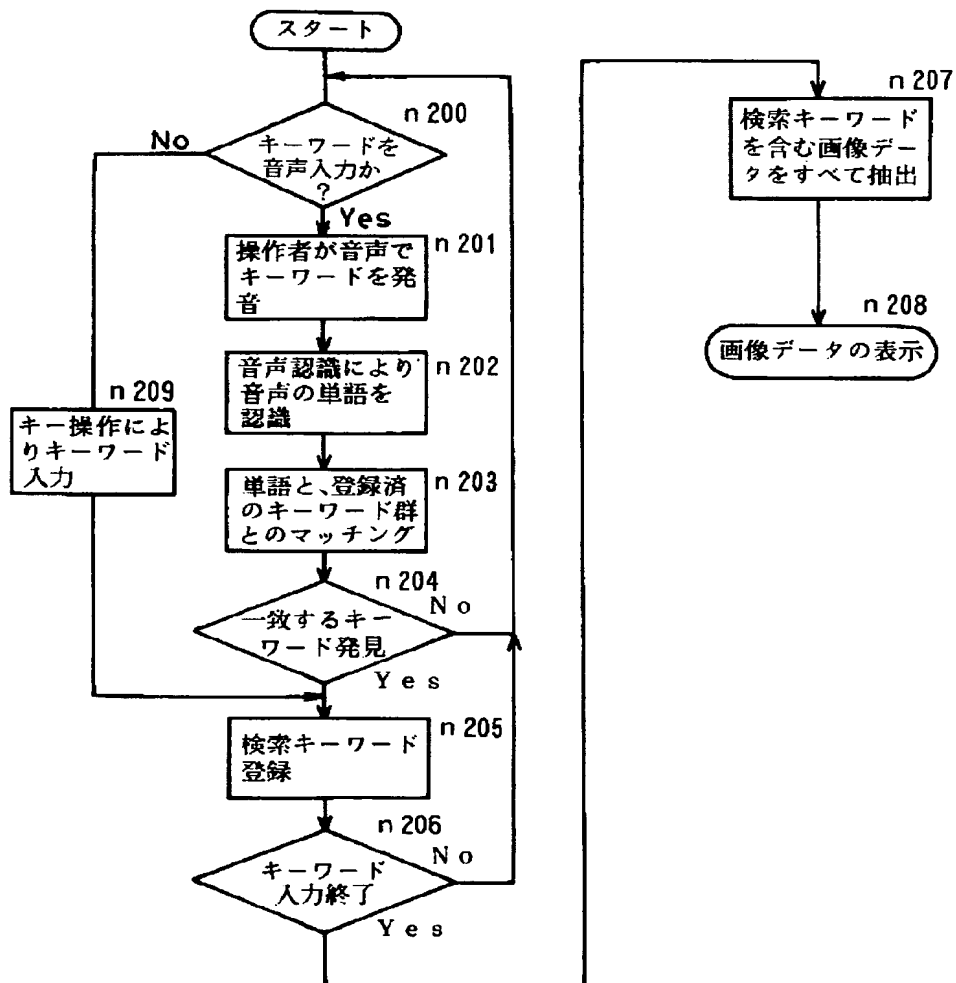 スタート
n 200
キーワードを
音声入力か
?
No
Yes
操作者が音声で
キーワードを発
音
n 201
音声認識により
音声の単語を
認識
n 202
n 209
キー操作によ
りキーワード
入力
単語と、登録済
のキーワード群
とのマッチング
n 203
n 204
一致するキー
ワード発見
No
Yes
検索キーワード
登録
n 205
n 206
キーワード
入力終了
No
Yes
n 207
検索キーワード
を含む画像デー
タをすべて抽出
n 208
画像データの表示